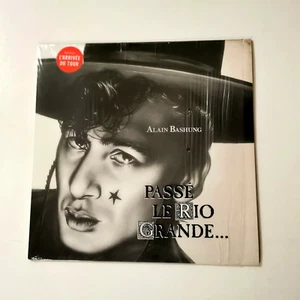 L'ARRIVÉE
DU TOUR
ALAIN BASHUNG
PASSÉ
LE RIO
GRANDE...